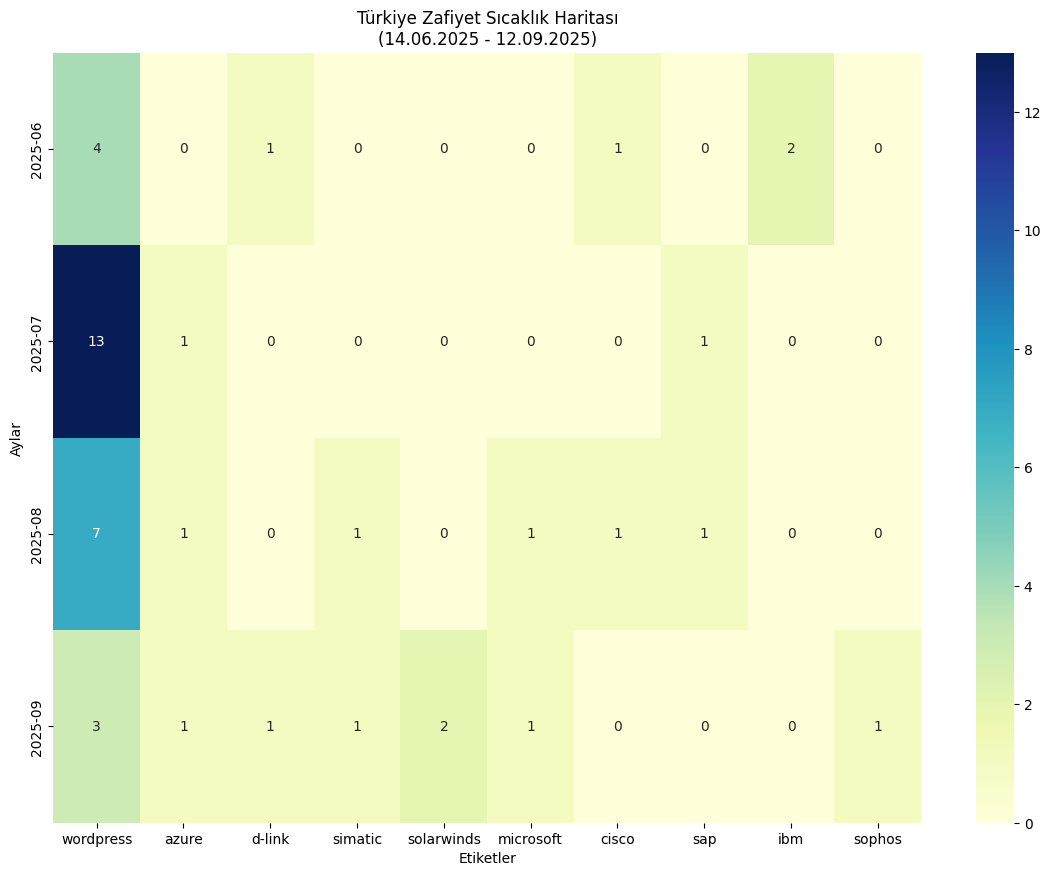 Türkiye Zafiyet Sıcaklık Haritası
(14.06.2025 - 12.09.2025)
Aylar
2025-06
4 0 1 0 0 0 1 0 2 0
2025-07
13 1 0 0 0 0 0 1 0 0
2025-08
7 1 0 1 0 1 1 1 0 0
2025-09
3 1 1 1 2 1 0 0 0 1
wordpress azure d-link simatic solarwinds microsoft cisco sap ibm sophos
Etiketler
12
10
8
6
4
2
0